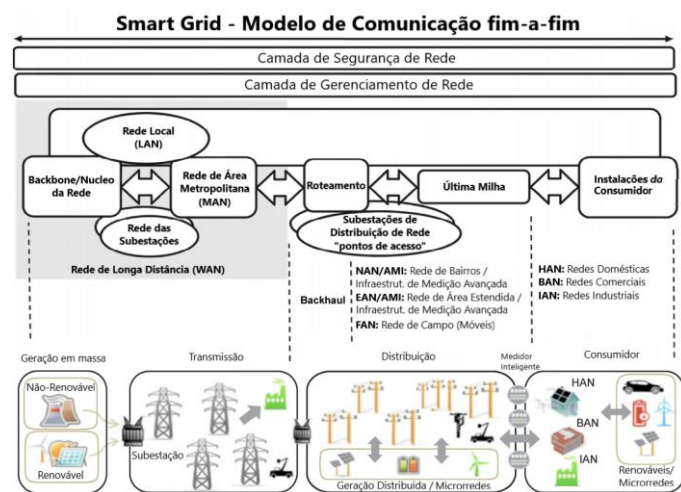 Smart Grid - Modelo de Comunicação fim-a-fim
Camada de Segurança de Rede
Camada de Gerenciamento de Rede
Rede Local
(LAN)
Backbone/Nucleo
da Rede
Rede de Área
Metropolitana
(MAN)
Roteamento
Última Milha
Instalações da
Consumidor
Rede das
Subestações
Subestações de
Distribuição de Rede
"pontos de acesso"
Rede de Longa Distância (WAN)
Backhaul
NAN/AMI: Rede de Bairros /
Infraestrut. de Medição Avançada
EAN/AMI: Rede de Área Estendida /
Infraestrut. de Medição Avançada
FAN: Rede de Campo (Móveis)
HAN: Redes Domésticas
BAN: Redes Comerciais
IAN: Redes Industriais
Geração em massa
Transmissão
Distribuição
Medidor
Inteligente
Consumidor
Não-Renovável
Renovável
Subestação
Geração Distribuida / Microrredes
HAN
BAN
IAN
Renováveis/
Microrredes